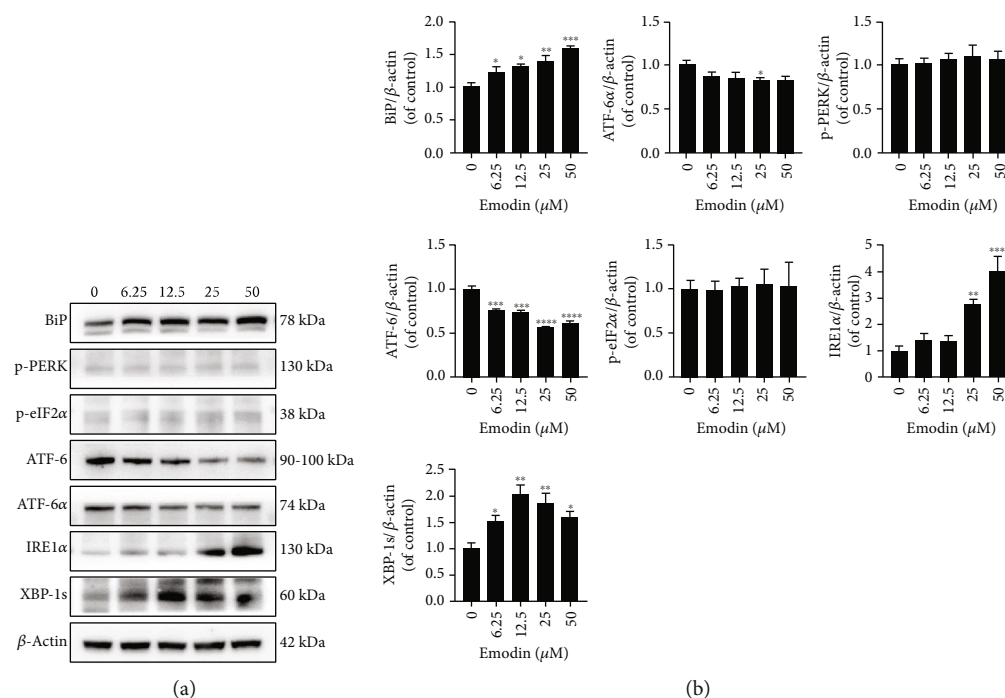 0 6.25 12.5 25 50
BiP 78 kDa
p-PERK 130 kDa
p-eIF2α 38 kDa
ATF-6 90-100 kDa
ATF-6α 74 kDa
IRE1α 130 kDa
XBP-1s 60 kDa
β-Actin 42 kDa
(a)
BiP/β-actin
(of control)
2.0
1.5
1.0
0.5
0.0
* * ** ***
0 6.25 12.5 25 50
Emodin (μM)
ATF-6α/β-actin
(of control)
1.5
1.0
0.5
0.0
*
0 6.25 12.5 25 50
Emodin (μM)
p-PERK/β-actin
(of control)
1.5
1.0
0.5
0.0
0 6.25 12.5 25 50
Emodin (μM)
ATF-6/β-actin
(of control)
1.5
1.0
0.5
0.0
*** *** **** ****
0 6.25 12.5 25 50
Emodin (μM)
p-eIF2α/β-actin
(of control)
1.5
1.0
0.5
0.0
0 6.25 12.5 25 50
Emodin (μM)
IRE1α/β-actin
(of control)
5
4
3
2
1
0
** ***
0 6.25 12.5 25 50
Emodin (μM)
XBP-1s/β-actin
(of control)
2.5
2.0
1.5
1.0
0.5
0.0
* ** ** *
0 6.25 12.5 25 50
Emodin (μM)
(b)